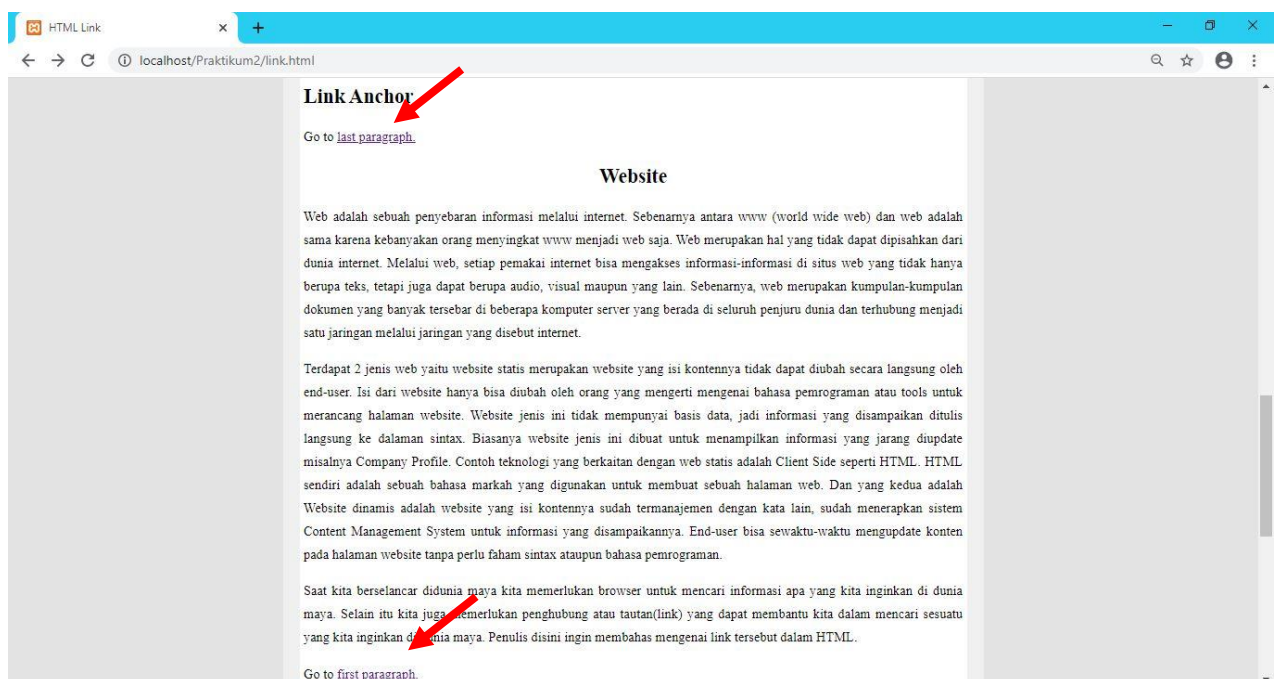 HTML Link
localhost/Praktikum2/link.html
Link Anchor
Go to last paragraph.
Website
Web adalah sebuah penyebaran informasi melalui internet. Sebenarnya antara www (world wide web) dan web adalah
sama karena kebanyakan orang menyingkat www menjadi web saja. Web merupakan hal yang tidak dapat dipisahkan dari
dunia internet. Melalui web, setiap pemakai internet bisa mengakses informasi-informasi di situs web yang tidak hanya
berupa teks, tetapi juga dapat berupa audio, visual maupun yang lain. Sebenarnya, web merupakan kumpulan-kumpulan
dokumen yang banyak tersebar di beberapa komputer server yang berada di seluruh penjuru dunia dan terhubung menjadi
satu jaringan melalui jaringan yang disebut internet.
Terdapat 2 jenis web yaitu website statis merupakan website yang isi kontennya tidak dapat diubah secara langsung oleh
end-user. Isi dari website hanya bisa diubah oleh orang yang mengerti mengenai bahasa pemrograman atau tools untuk
merancang halaman website. Website jenis ini tidak mempunyai basis data, jadi informasi yang disampaikan ditulis
langsung ke dalaman sintax. Biasanya website jenis ini dibuat untuk menampilkan informasi yang jarang diupdate
misalnya Company Profile. Contoh teknologi yang berkaitan dengan web statis adalah Client Side seperti HTML. HTML
sendiri adalah sebuah bahasa markah yang digunakan untuk membuat sebuah halaman web. Dan yang kedua adalah
Website dinamis adalah website yang isi kontennya sudah termanajemen dengan kata lain, sudah menerapkan sistem
Content Management System untuk informasi yang disampaikannya. End-user bisa sewaktu-waktu mengupdate konten
pada halaman website tanpa perlu faham sintax ataupun bahasa pemrograman.
Saat kita berselancar didunia maya kita memerlukan browser untuk mencari informasi apa yang kita inginkan di dunia
maya. Selain itu kita juga memerlukan penghubung atau tautan(link) yang dapat membantu kita dalam mencari sesuatu
yang kita inginkan di dunia maya. Penulis disini ingin membahas mengenai link tersebut dalam HTML.
Go to first paragraph.